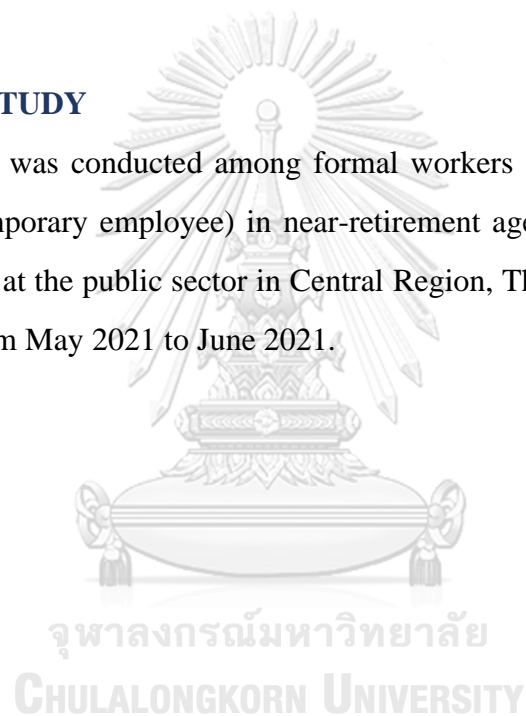 TUDY
was conducted among formal workers
mporary employee) in near-retirement age
at the public sector in Central Region, Th
m May 2021 to June 2021.
จุฬาลงกรณ์มหาวิทยาลัย
CHULALONGKORN UNIVERSITY